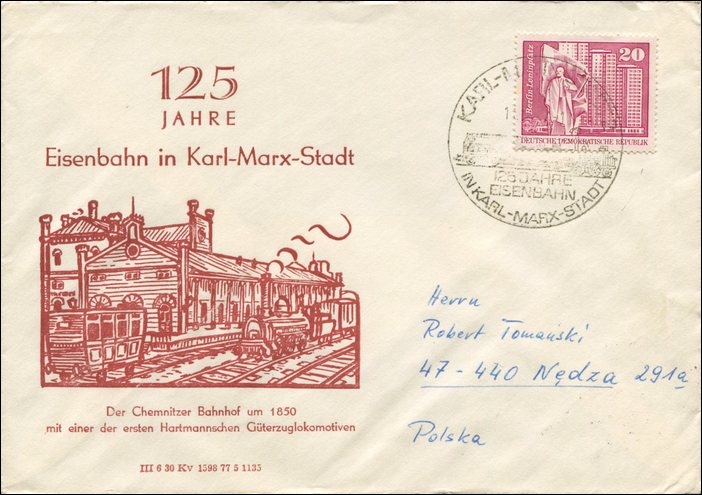 125
JAHRE
Eisenbahn in Karl-Marx-Stadt
Der Chemnitzer Bahnhof um 1850
mit einer der ersten Hartmannschen Güterzuglokomotiven
III 6 30 Kv 1598 77 5 1135
Berlin-Leninplatz
20
DEUTSCHE DEMOKRATISCHE REPUBLIK
125 JAHRE
EISENBAHN
IN KARL-MARX-STADT
Herrn
Robert Tomański
47-440 Nędza 291a
Polska